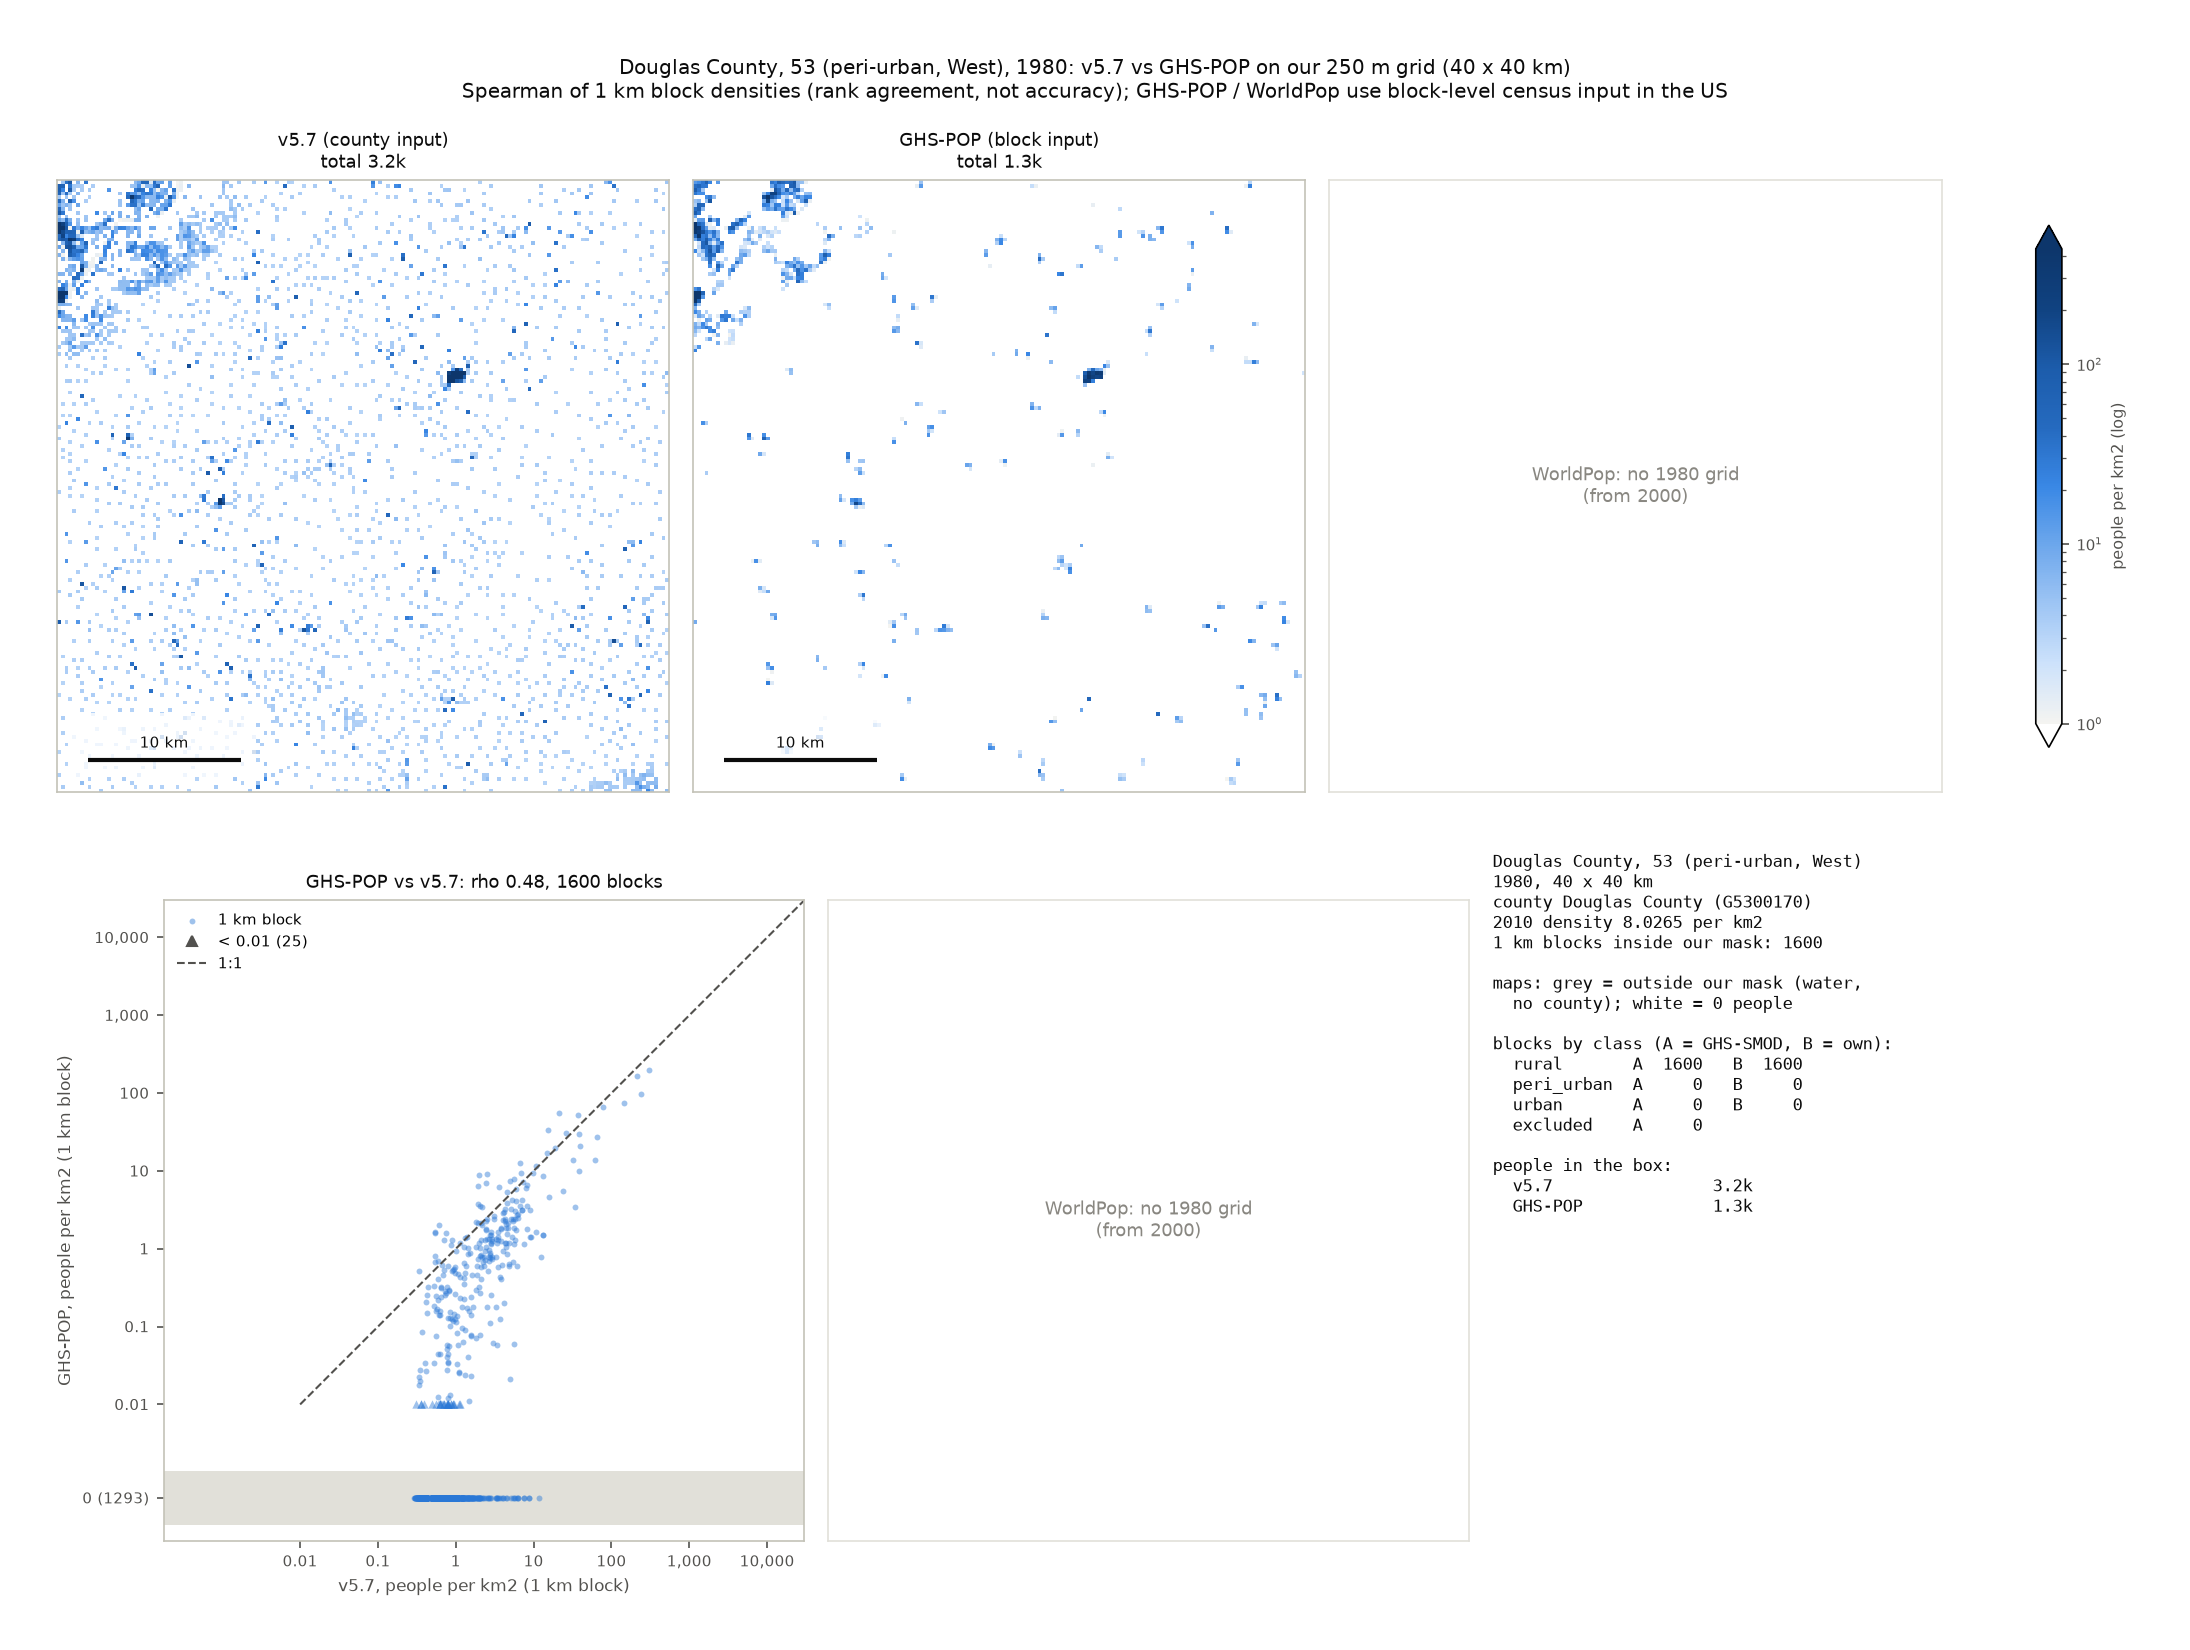 Douglas County, 53 (peri-urban, West), 1980: v5.7 vs GHS-POP on our 250 m grid (40 x 40 km)
Spearman of 1 km block densities (rank agreement, not accuracy); GHS-POP / WorldPop use block-level census input in the US
v5.7 (county input)
total 3.2k
GHS-POP (block input)
total 1.3k
10 km
10 km
WorldPop: no 1980 grid
(from 2000)
10²
10¹
10⁰
people per km2 (log)
GHS-POP vs v5.7: rho 0.48, 1600 blocks
1 km block
< 0.01 (25)
1:1
10,000
1,000
100
10
1
0.1
0.01
0 (1293)
GHS-POP, people per km2 (1 km block)
0.01 0.1 1 10 100 1,000 10,000
v5.7, people per km2 (1 km block)
WorldPop: no 1980 grid
(from 2000)
Douglas County, 53 (peri-urban, West)
1980, 40 x 40 km
county Douglas County (G5300170)
2010 density 8.0265 per km2
1 km blocks inside our mask: 1600
maps: grey = outside our mask (water,
no county); white = 0 people
blocks by class (A = GHS-SMOD, B = own):
rural A 1600 B 1600
peri_urban A 0 B 0
urban A 0 B 0
excluded A 0
people in the box:
v5.7 3.2k
GHS-POP 1.3k